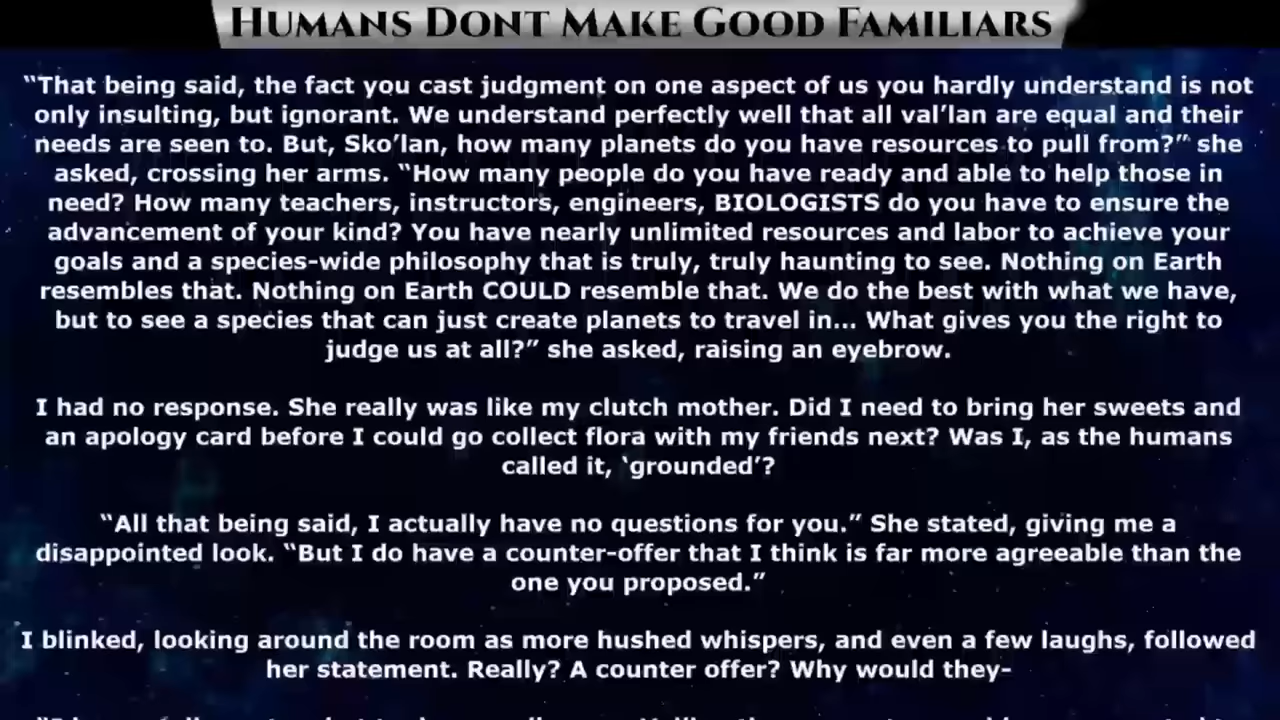 HUMANS DONT MAKE GOOD FAMILIARS
“That being said, the fact you cast judgment on one aspect of us you hardly understand is not
only insulting, but ignorant. We understand perfectly well that all val’lan are equal and their
needs are seen to. But, Sko’lan, how many planets do you have resources to pull from?” she
asked, crossing her arms. “How many people do you have ready and able to help those in
need? How many teachers, instructors, engineers, BIOLOGISTS do you have to ensure the
advancement of your kind? You have nearly unlimited resources and labor to achieve your
goals and a species-wide philosophy that is truly, truly haunting to see. Nothing on Earth
resembles that. Nothing on Earth COULD resemble that. We do the best with what we have,
but to see a species that can just create planets to travel in... What gives you the right to
judge us at all?” she asked, raising an eyebrow.
I had no response. She really was like my clutch mother. Did I need to bring her sweets and
an apology card before I could go collect flora with my friends next? Was I, as the humans
called it, ‘grounded’?
“All that being said, I actually have no questions for you.” She stated, giving me a
disappointed look. “But I do have a counter-offer that I think is far more agreeable than the
one you proposed.”
I blinked, looking around the room as more hushed whispers, and even a few laughs, followed
her statement. Really? A counter offer? Why would they-